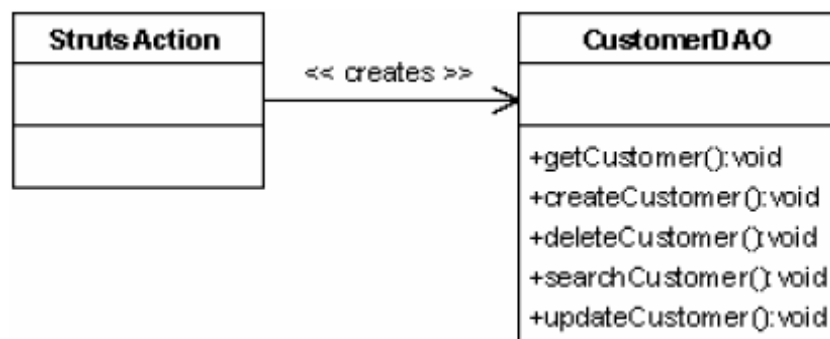 StrutsAction
<< creates >>
CustomerDAO
+getCustomer():void
+createCustomer():void
+deleteCustomer():void
+searchCustomer():void
+updateCustomer():void